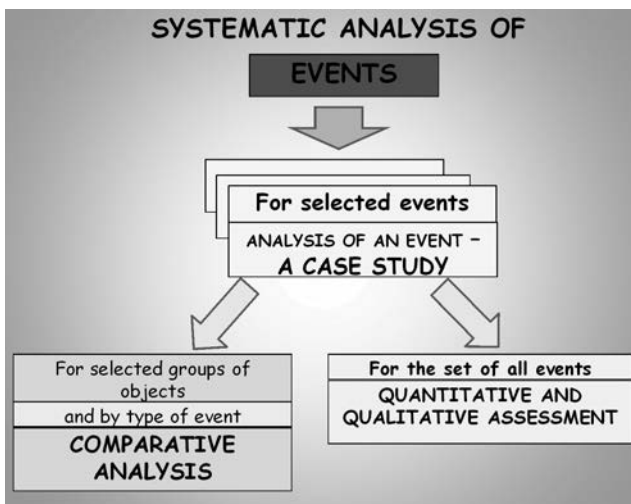 SYSTEMATIC ANALYSIS OF
EVENTS
For selected events
ANALYSIS OF AN EVENT –
A CASE STUDY
For selected groups of
objects
and by type of event
COMPARATIVE
ANALYSIS
For the set of all events
QUANTITATIVE AND
QUALITATIVE ASSESSMENT